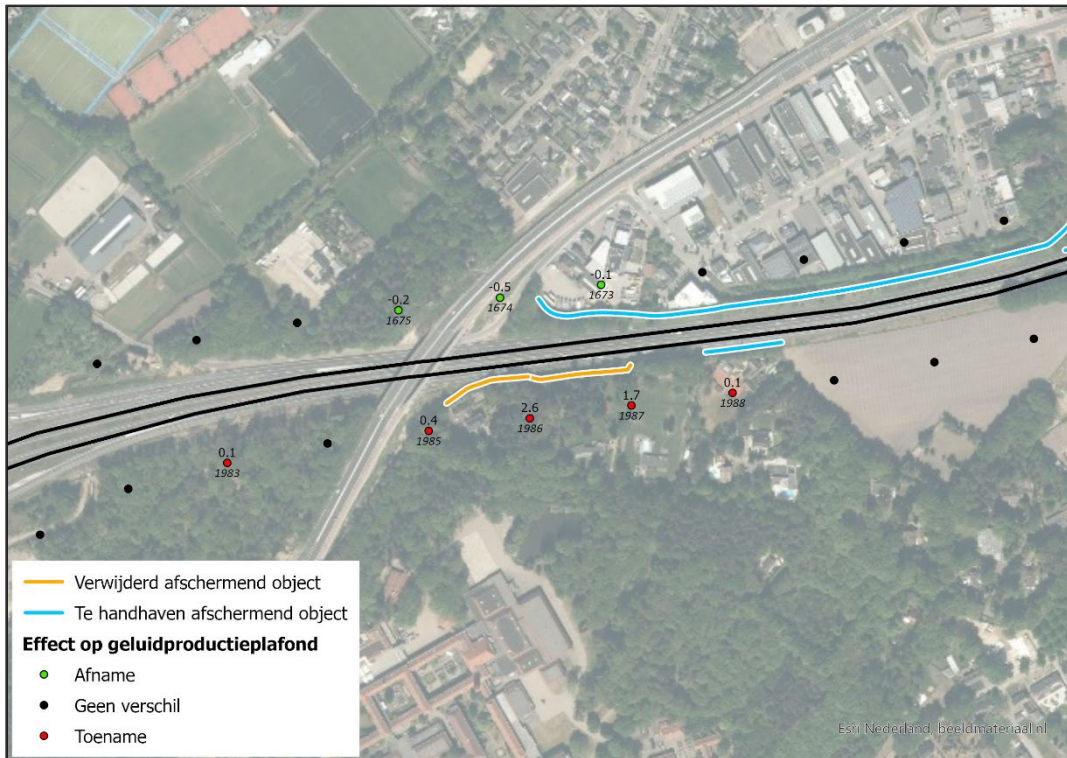 -0.1
1673
-0.5
1674
-0.2
1675
0.1
1988
1.7
1987
2.6
1986
0.4
1985
0.1
1983
Verwijderd afschermend object
Te handhaven afschermend object
Effect op geluidproductieplafond
Afname
Geen verschil
Toename
Esri Nederland, beeldmateriaal.nl